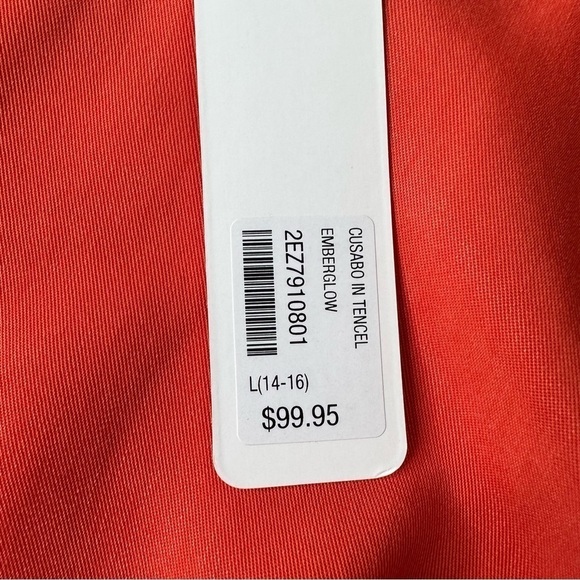 CUSABO IN TENCEL
EMBERGLOW
2EZ7910801
L(14-16)
$99.95